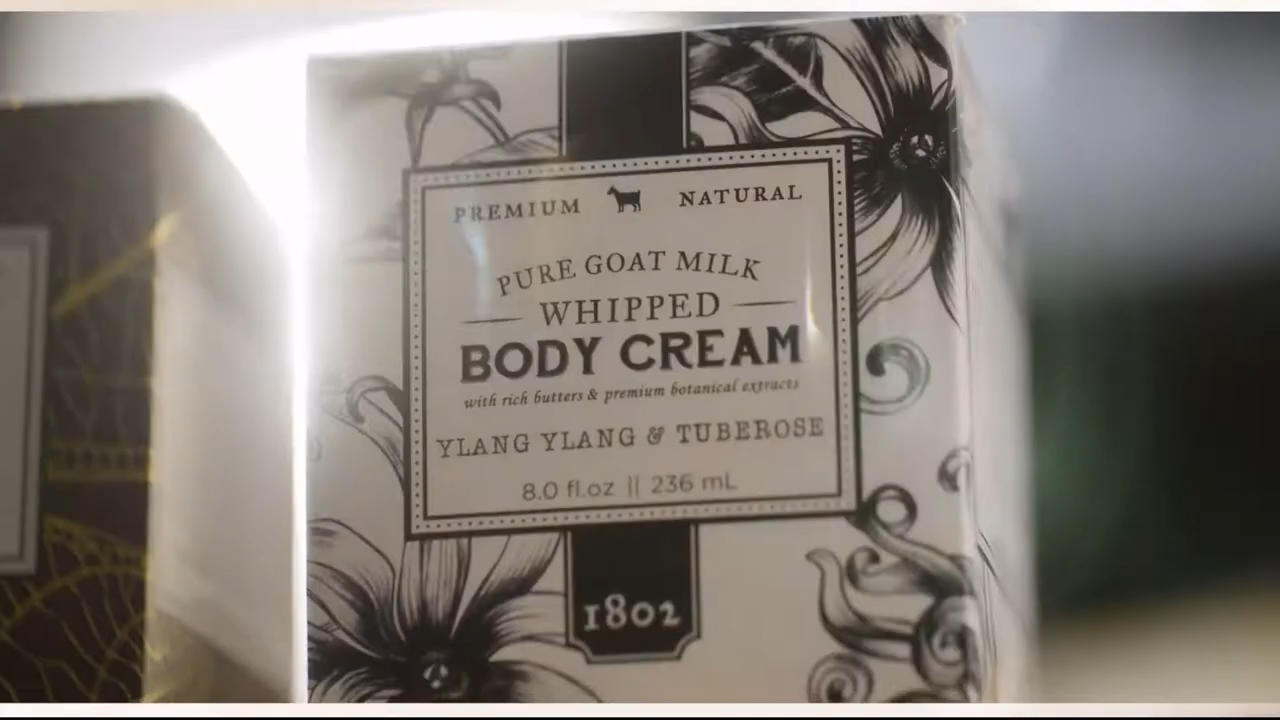 PREMIUM NATURAL
PURE GOAT MILK
WHIPPED
BODY CREAM
with rich butters & premium botanical extracts
YLANG YLANG & TUBEROSE
8.0 fl.oz || 236 mL
1802